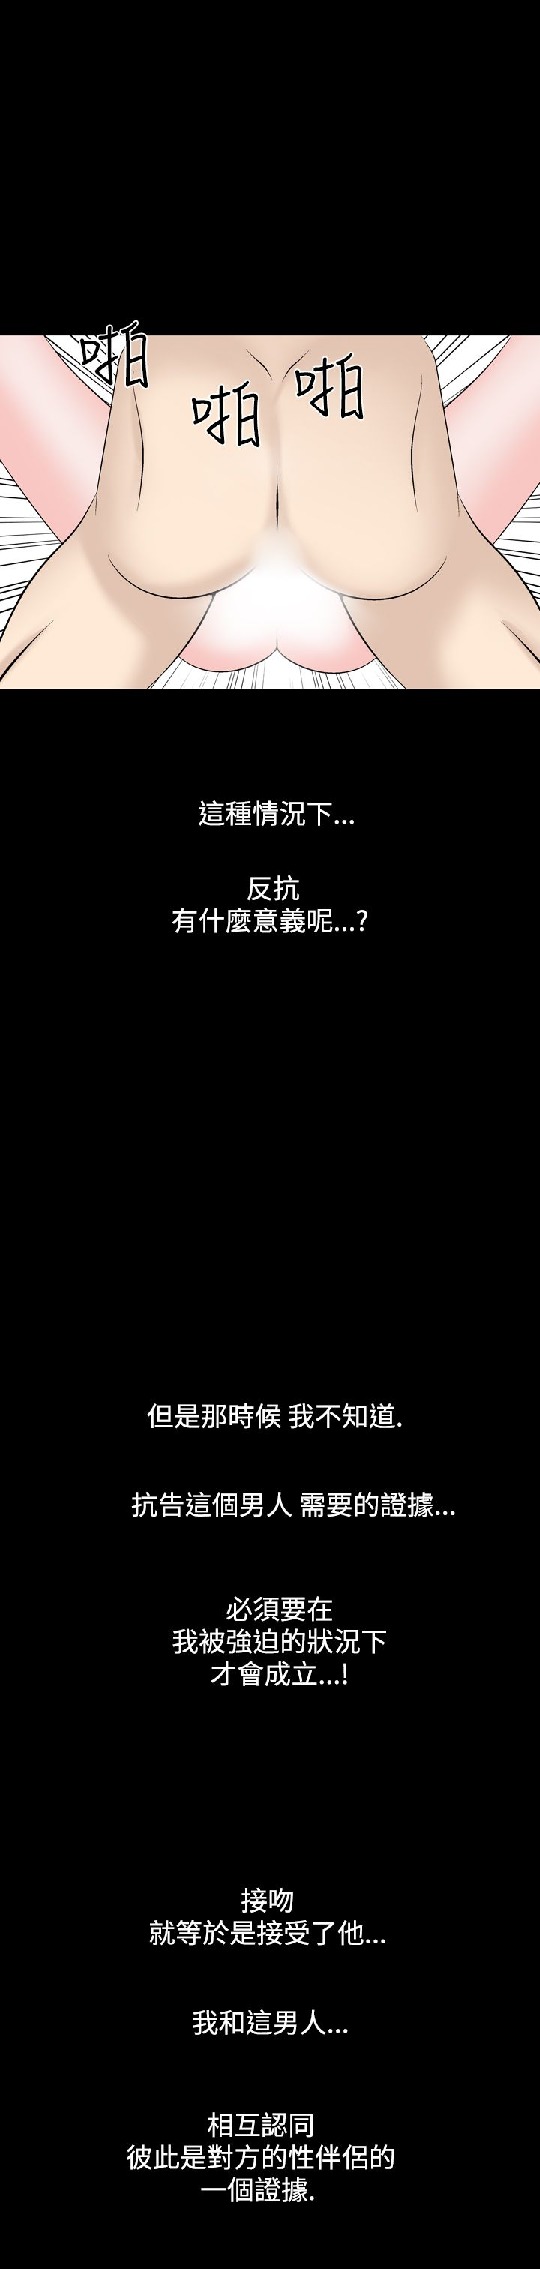 啪
啪
啪
這種情況下...
反抗
有什麼意義呢...?
但是那時候 我不知道.
抗告這個男人 需要的證據...
必須要在
我被強迫的狀況下
才會成立...!
接吻
就等於是接受了他...
我和這男人...
相互認同
彼此是對方的性伴侶的
一個證據.